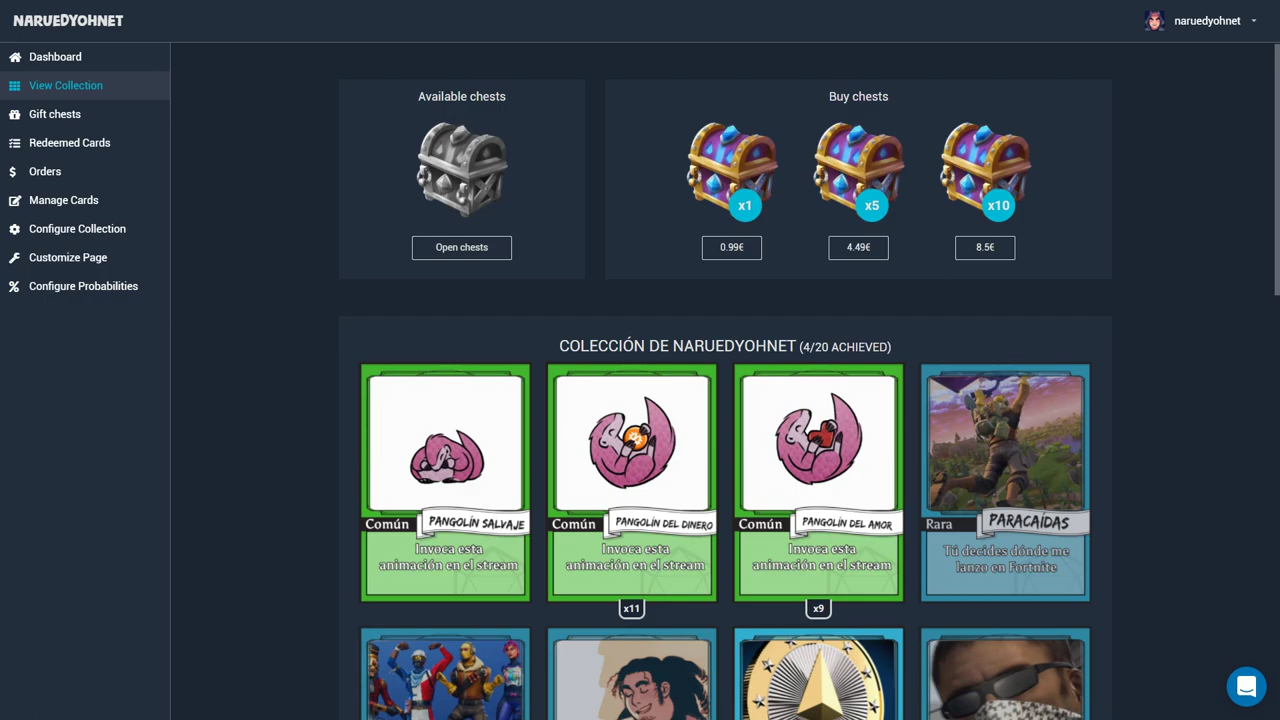 NARUEDYOHNET
naruedyohnet
Dashboard
View Collection
Gift chests
Redeemed Cards
Orders
Manage Cards
Configure Collection
Customize Page
Configure Probabilities
Available chests
Open chests
Buy chests
x1
x5
x10
0.99€
4.49€
8.5€
COLECCIÓN DE NARUEDYOHNET (4/20 ACHIEVED)
Común
PANGOLÍN SALVAJE
Invoca esta
animación en el stream
Común
PANGOLÍN DEL DINERO
Invoca esta
animación en el stream
x11
Común
PANGOLÍN DEL AMOR
Invoca esta
animación en el stream
x9
Rara
PARACAÍDAS
Tú decides dónde me
lanzo en Fortnite